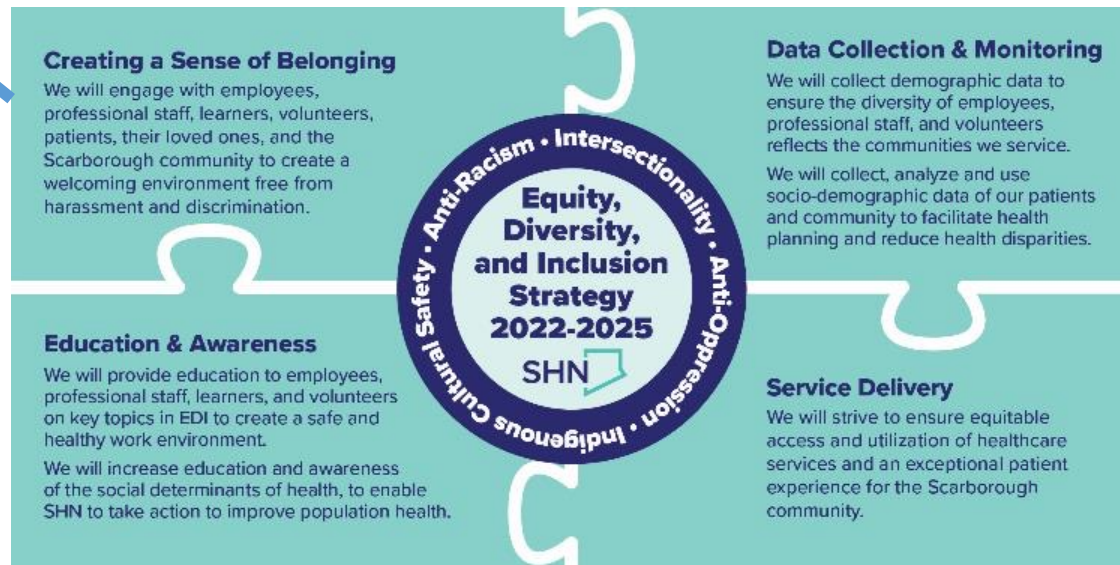 Creating a Sense of Belonging
We will engage with employees,
professional staff, learners, volunteers,
patients, their loved ones, and the
Scarborough community to create a
welcoming environment free from
harassment and discrimination.
Data Collection & Monitoring
We will collect demographic data to
ensure the diversity of employees,
professional staff, and volunteers
reflects the communities we service.
We will collect, analyze and use
socio-demographic data of our patients
and community to facilitate health
planning and reduce health disparities.
Anti-Racism • Intersectionality • Anti-Oppression • Indigenous Cultural Safety •
Equity,
Diversity,
and Inclusion
Strategy
2022-2025
SHN
Education & Awareness
We will provide education to employees,
professional staff, learners, and volunteers
on key topics in EDI to create a safe and
healthy work environment.
We will increase education and awareness
of the social determinants of health, to enable
SHN to take action to improve population health.
Service Delivery
We will strive to ensure equitable
access and utilization of healthcare
services and an exceptional patient
experience for the Scarborough
community.